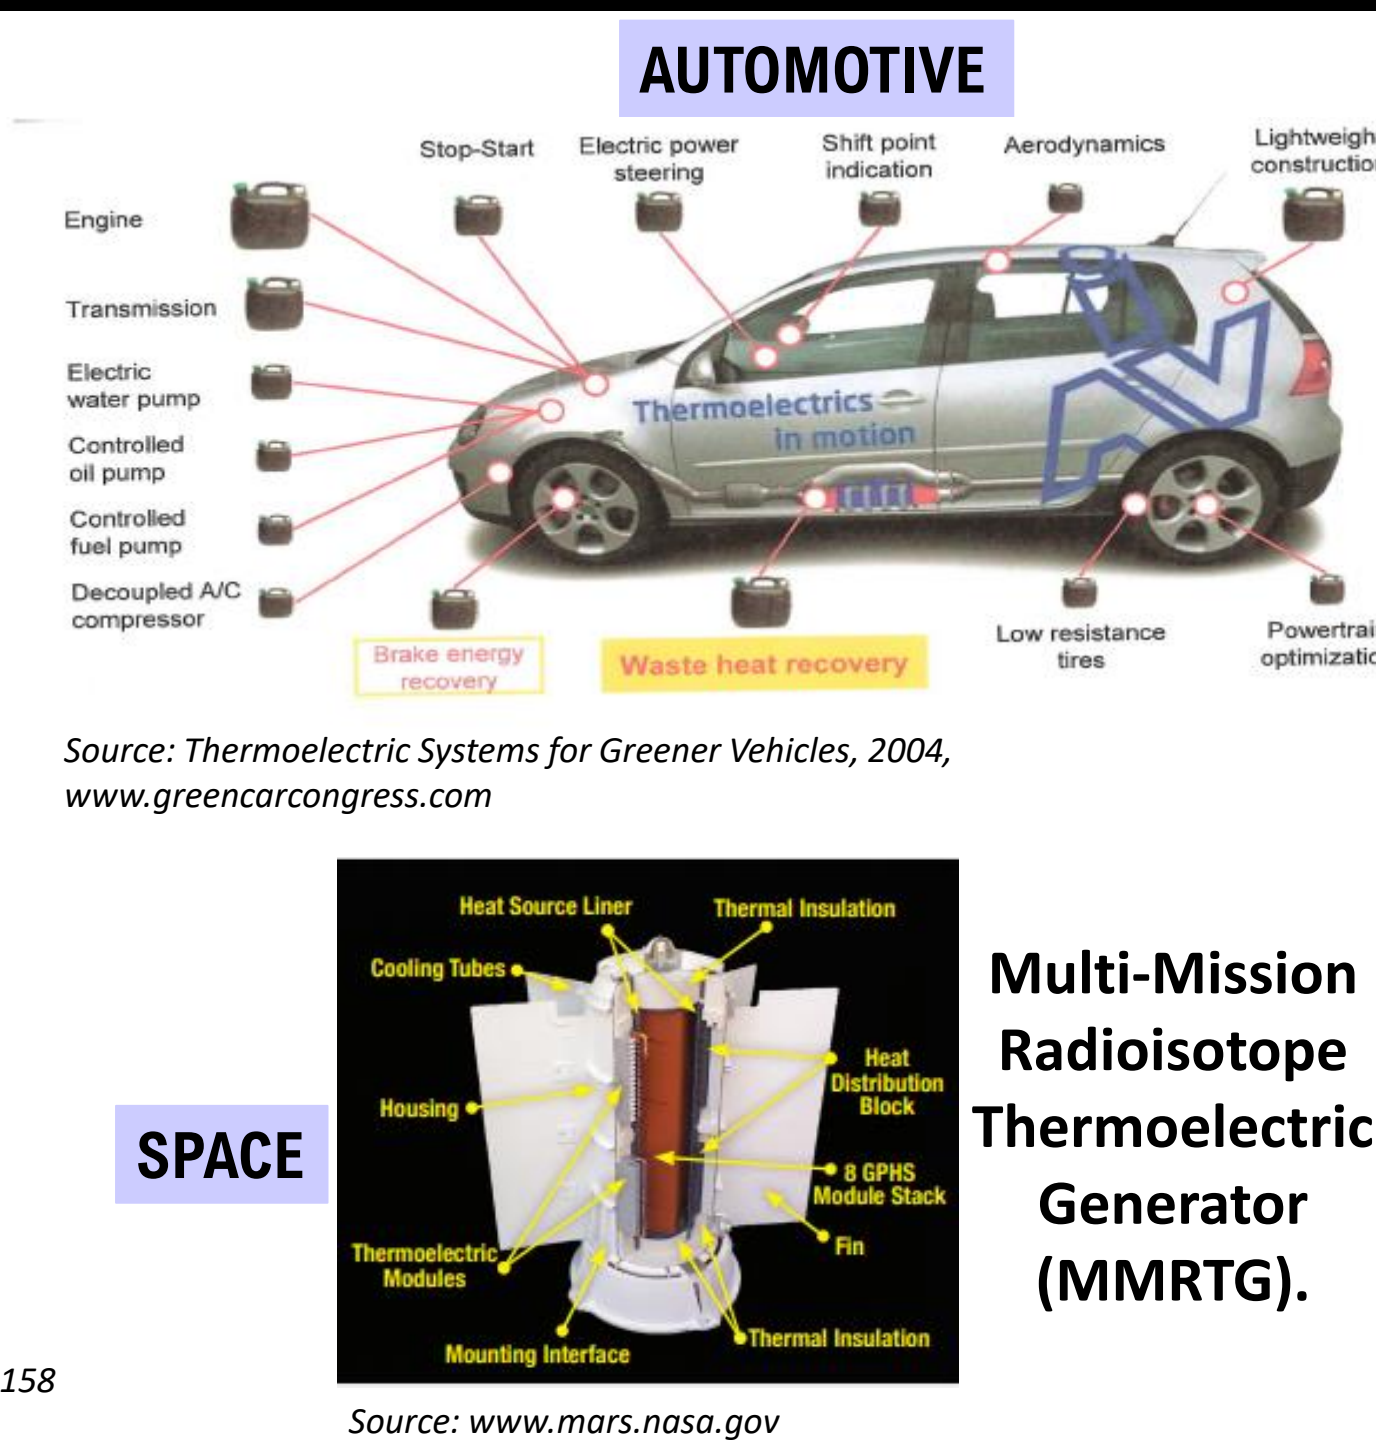 AUTOMOTIVE
Stop-Start
Electric power
steering
Shift point
indication
Aerodynamics
Lightweigh
construction
Engine
Transmission
Electric
water pump
Controlled
oil pump
Controlled
fuel pump
Decoupled A/C
compressor
Thermoelectrics
in motion
Brake energy
recovery
Waste heat recovery
Low resistance
tires
Powertrai
optimizatio
Source: Thermoelectric Systems for Greener Vehicles, 2004,
www.greencarcongress.com
SPACE
Heat Source Liner
Thermal Insulation
Cooling Tubes
Heat
Distribution
Block
Housing
8 GPHS
Module Stack
Fin
Thermoelectric
Modules
Thermal Insulation
Mounting Interface
Multi-Mission
Radioisotope
Thermoelectric
Generator
(MMRTG).
158
Source: www.mars.nasa.gov